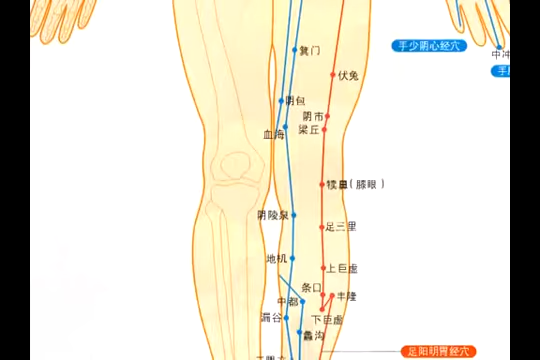 手少阴心经穴
箕门
中冲
伏兔
阴包
阴市
血海
梁丘
犊鼻(膝眼)
阴陵泉
足三里
地机
上巨虚
条口
丰隆
中都
漏谷
下巨虚
蠡沟
足阳明胃经穴